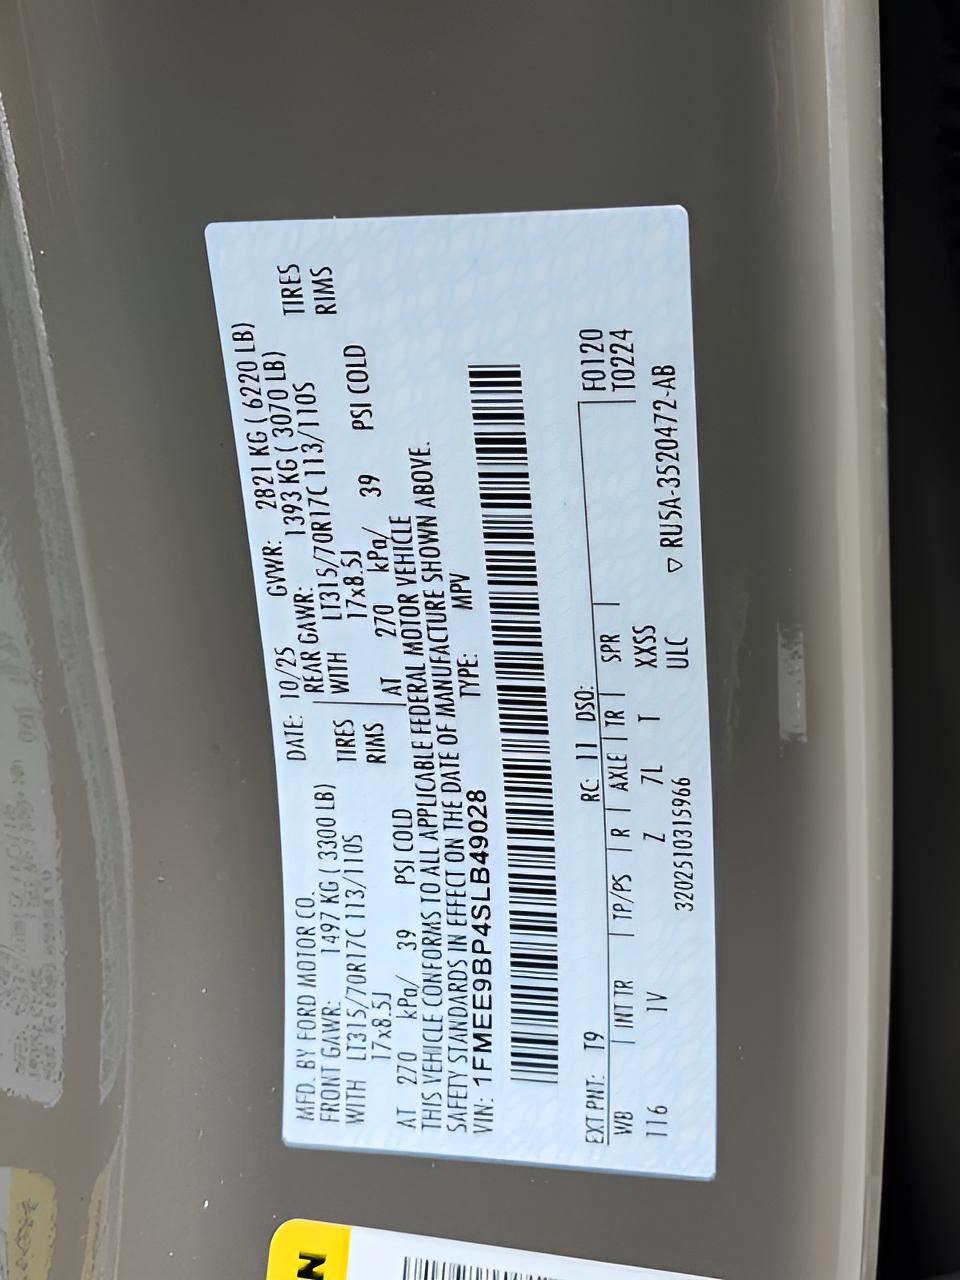 MFD. BY FORD MOTOR CO. DATE: 10/25 GVWR: 2821 KG ( 6220 LB)
FRONT GAWR: 1497 KG ( 3300 LB) REAR GAWR: 1393 KG ( 3070 LB)
WITH LT315/70R17C 113/110S TIRES WITH LT315/70R17C 113/110S TIRES
17x8.5J RIMS 17x8.5J RIMS
AT 270 kPa/ 39 PSI COLD AT 270 kPa/ 39 PSI COLD
THIS VEHICLE CONFORMS TO ALL APPLICABLE FEDERAL MOTOR VEHICLE
SAFETY STANDARDS IN EFFECT ON THE DATE OF MANUFACTURE SHOWN ABOVE.
VIN: 1FMEE9BP4SLB49028 TYPE: MPV
EXT PNT: T9 RC: 11 DSO: F0120
WB INT TR TP/PS R AXLE TR SPR T0224
116 1V Z 7L T XXSS
3202510315966 ULC ▽ RU5A-3520472-AB
N